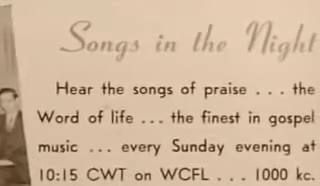 Songs in the Night
Hear the songs of praise . . . the
Word of life . . . the finest in gospel
music . . . every Sunday evening at
10:15 CWT on WCFL . . . 1000 kc.